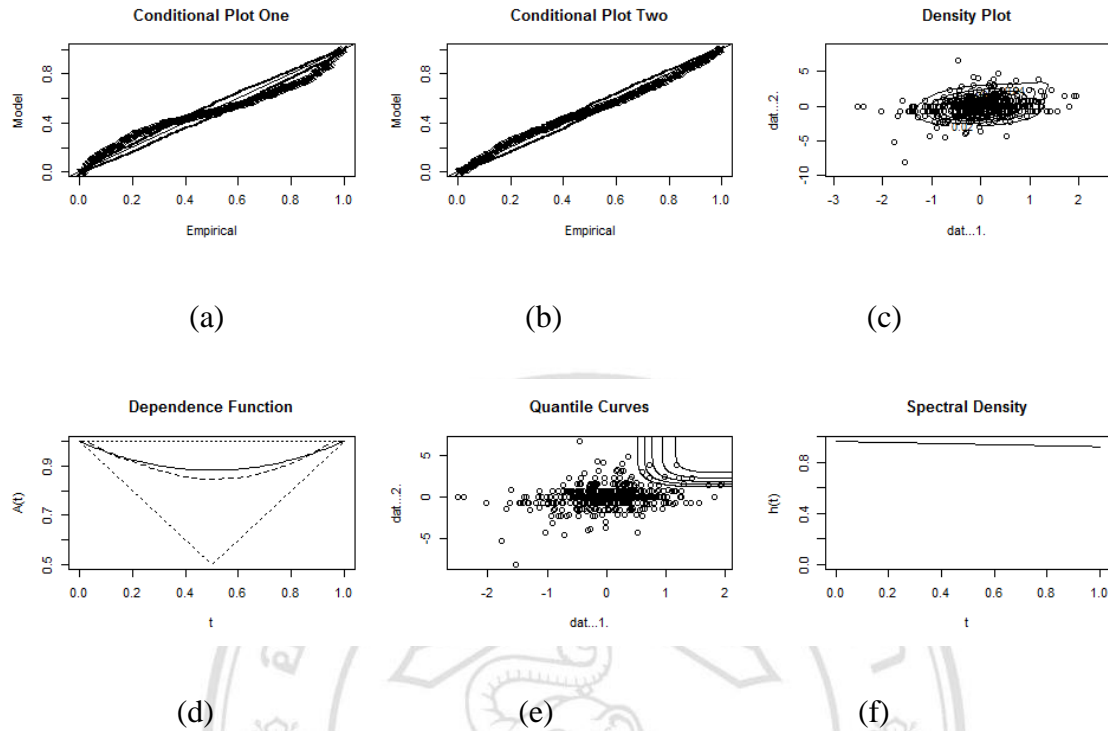 Conditional Plot One
Model
0.0 0.4 0.8
0.0 0.2 0.4 0.6 0.8 1.0
Empirical
(a)
Conditional Plot Two
Model
0.0 0.4 0.8
0.0 0.2 0.4 0.6 0.8 1.0
Empirical
(b)
Density Plot
dat...2.
-10 -5 0 5
-3 -2 -1 0 1 2
dat...1.
(c)
Dependence Function
A(t)
0.5 0.7 0.9
0.0 0.2 0.4 0.6 0.8 1.0
t
(d)
Quantile Curves
dat...2.
-5 0 5
-2 -1 0 1 2
dat...1.
(e)
Spectral Density
h(t)
0.0 0.4 0.8
0.0 0.2 0.4 0.6 0.8 1.0
t
(f)